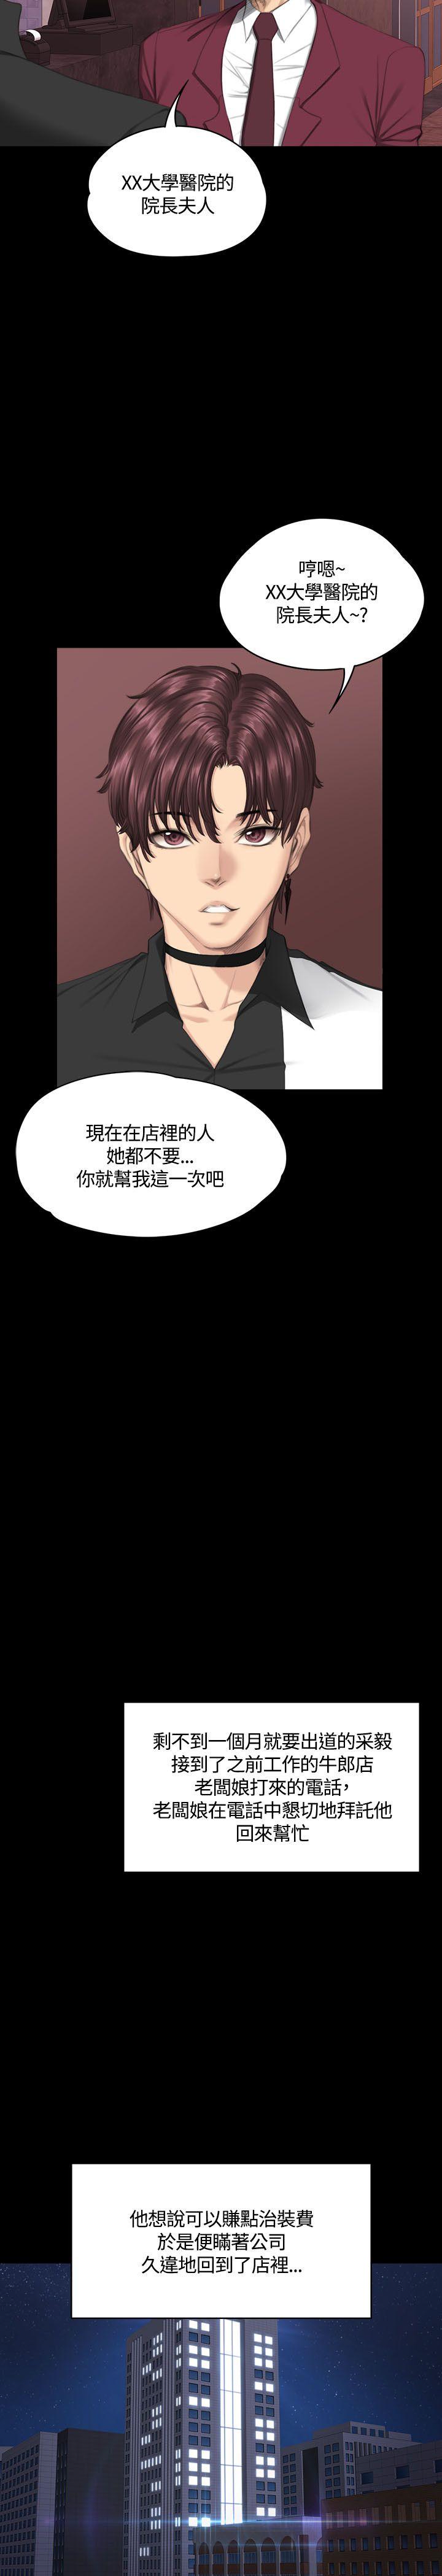 XX大學醫院的
院長夫人
哼嗯~
XX大學醫院的
院長夫人~?
現在在店裡的人
她都不要...
你就幫我這一次吧
剩不到一個月就要出道的采毅
接到了之前工作的牛郎店
老闆娘打來的電話,
老闆娘在電話中懇切地拜託他
回來幫忙
他想說可以賺點治裝費
於是便瞞著公司
久違地回到了店裡...